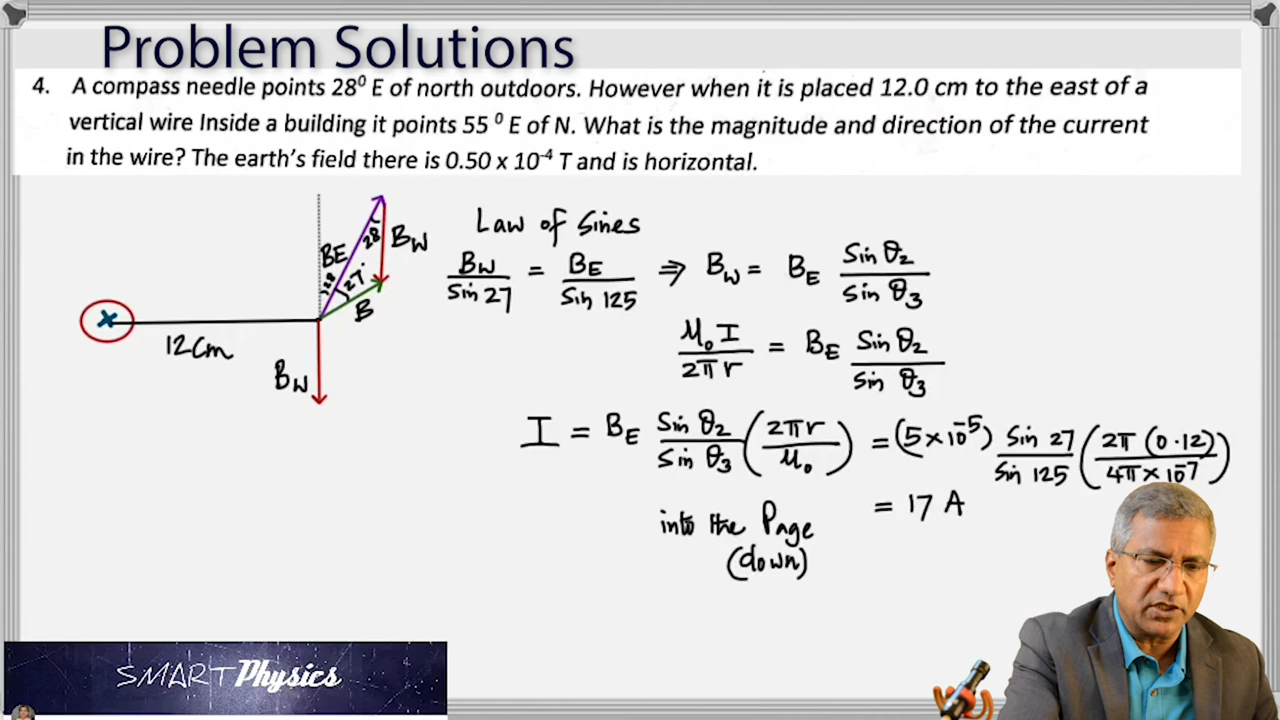 Problem Solutions
4. A compass needle points 28⁰ E of north outdoors. However when it is placed 12.0 cm to the east of a
vertical wire Inside a building it points 55 ⁰ E of N. What is the magnitude and direction of the current
in the wire? The earth's field there is 0.50 x 10⁻⁴ T and is horizontal.
Law of Sines
BW / Sin 27 = BE / Sin 125 ⇒ BW = BE Sin θ2 / Sin θ3
μ0 I / 2πr = BE Sin θ2 / Sin θ3
I = BE Sin θ2 / Sin θ3 (2πr / μ0) = (5 × 10⁻⁵) Sin 27 / Sin 125 (2π (0.12) / 4π × 10⁻⁷)
= 17 A
into the Page
(down)
BE
28
28
27°
BW
B
×
12cm
BW
SMART Physics